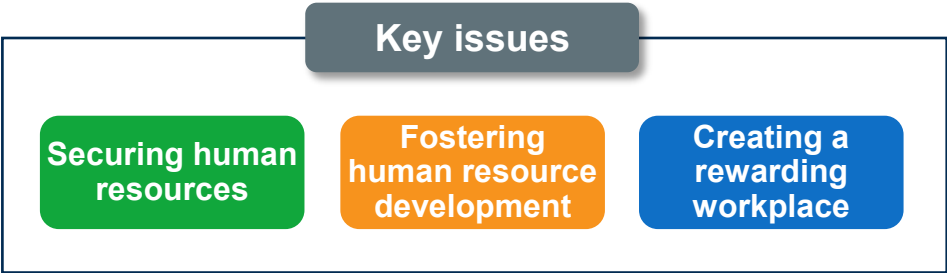 Key issues
Securing human
resources
Fostering
human resource
development
Creating a
rewarding
workplace